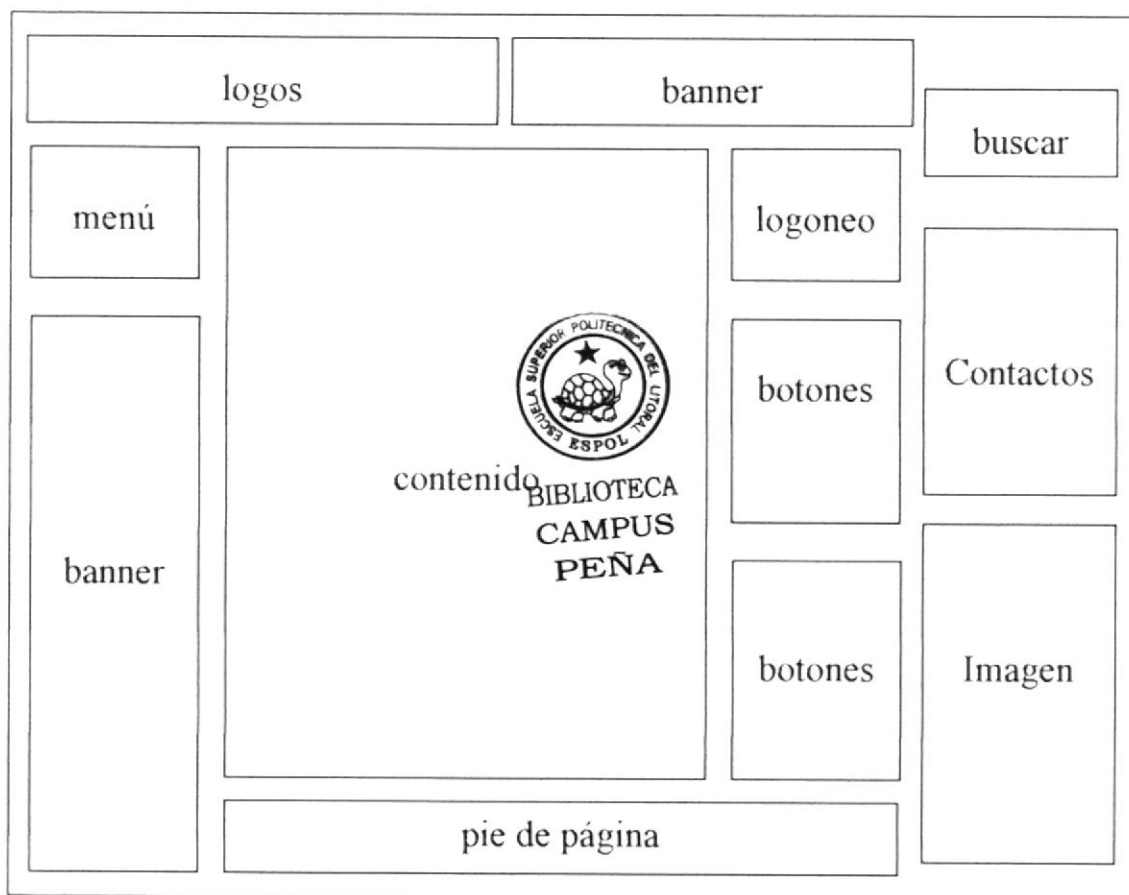 logos
banner
buscar
menú
logoneo
Contactos
botones
ESCUELA SUPERIOR POLITECNICA DEL LITORAL
ESPOL
contenido
BIBLIOTECA
CAMPUS
PEÑA
banner
botones
Imagen
pie de página